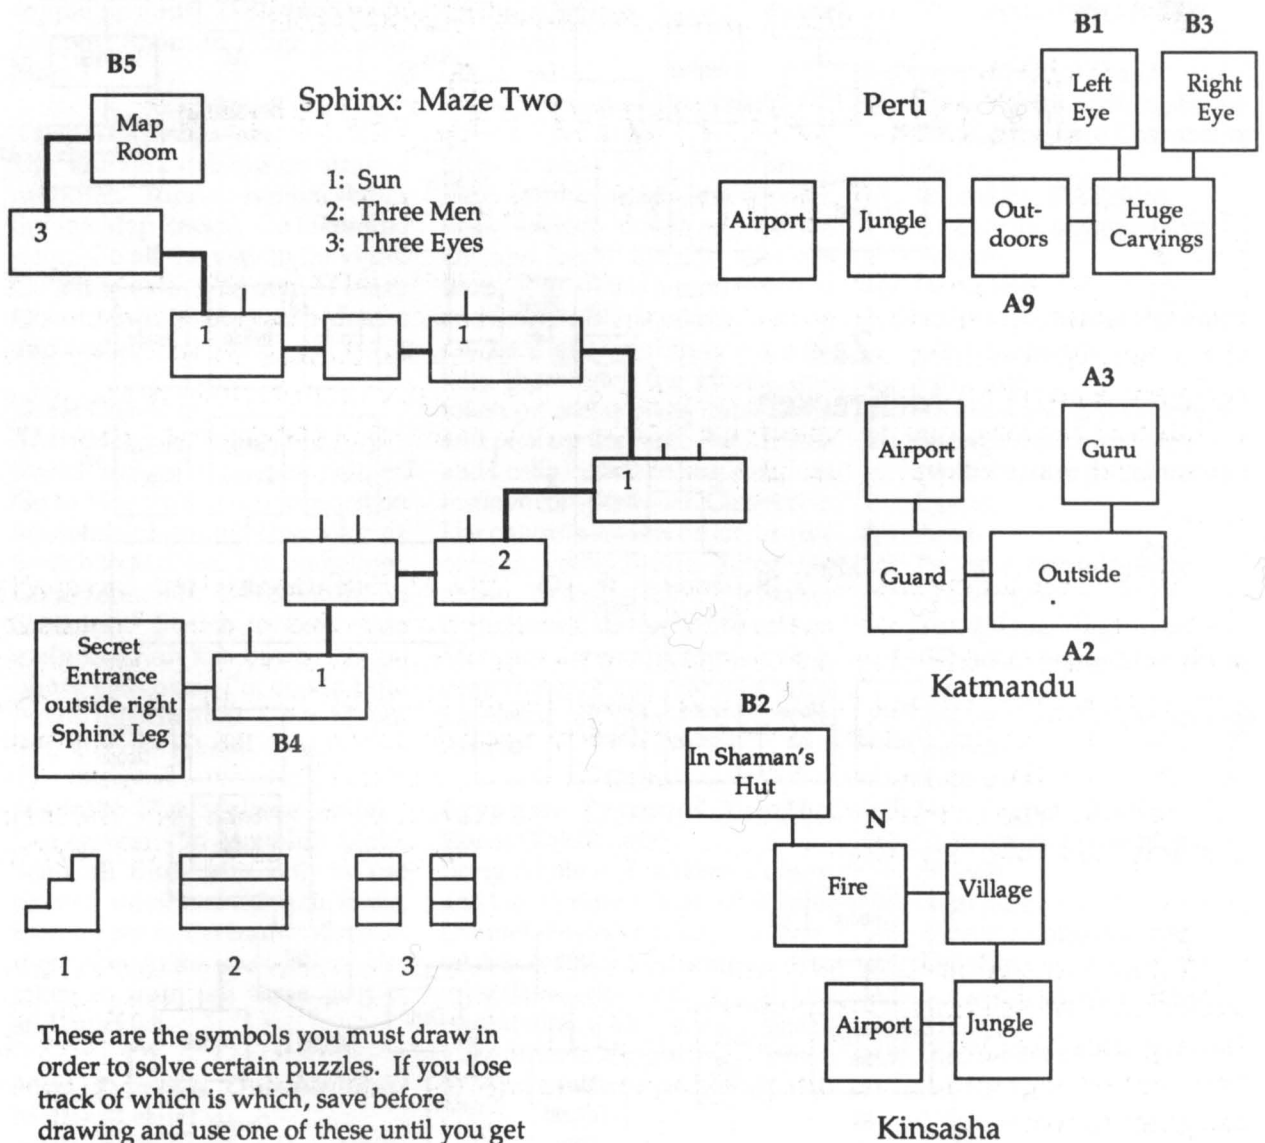 B5
Map
Room
3
Sphinx: Maze Two
1: Sun
2: Three Men
3: Three Eyes
1
1
2
Secret
Entrance
outside right
Sphinx Leg
1
B4
1
2
3
These are the symbols you must draw in
order to solve certain puzzles. If you lose
track of which is which, save before
drawing and use one of these until you get
Peru
B1
B3
Left
Eye
Right
Eye
Airport
Jungle
Out-
doors
Huge
Carvings
A9
A3
Airport
Guru
Guard
Outside
A2
Katmandu
B2
In Shaman's
Hut
N
Fire
Village
Airport
Jungle
Kinsasha